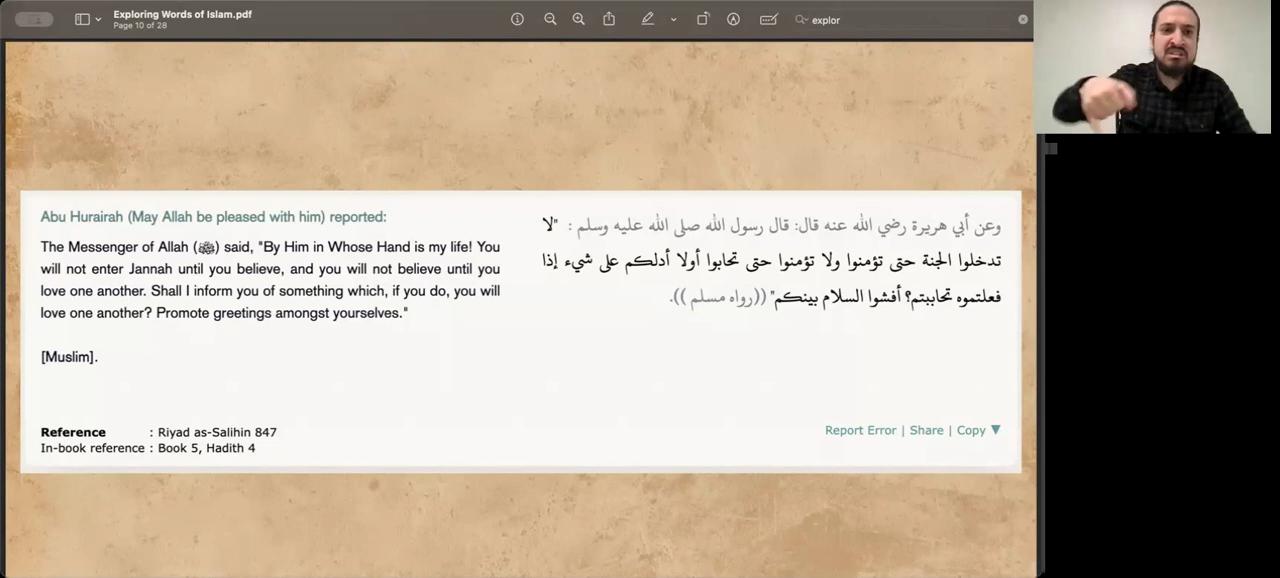 Exploring Words of Islam.pdf
Page 10 of 28
explor
Abu Hurairah (May Allah be pleased with him) reported:
The Messenger of Allah (ﷺ) said, "By Him in Whose Hand is my life! You
will not enter Jannah until you believe, and you will not believe until you
love one another. Shall I inform you of something which, if you do, you will
love one another? Promote greetings amongst yourselves."
[Muslim].
وعن أبي هريرة رضي الله عنه قال: قال رسول الله صلى الله عليه وسلم : "لا
تدخلوا الجنة حتى تؤمنوا ولا تؤمنوا حتى تحابوا أولا أدلكم على شيء إذا
فعلتموه تحاببتم؟ أفشوا السلام بينكم" ((رواه مسلم )).
Reference : Riyad as-Salihin 847
In-book reference : Book 5, Hadith 4
Report Error | Share | Copy ▼